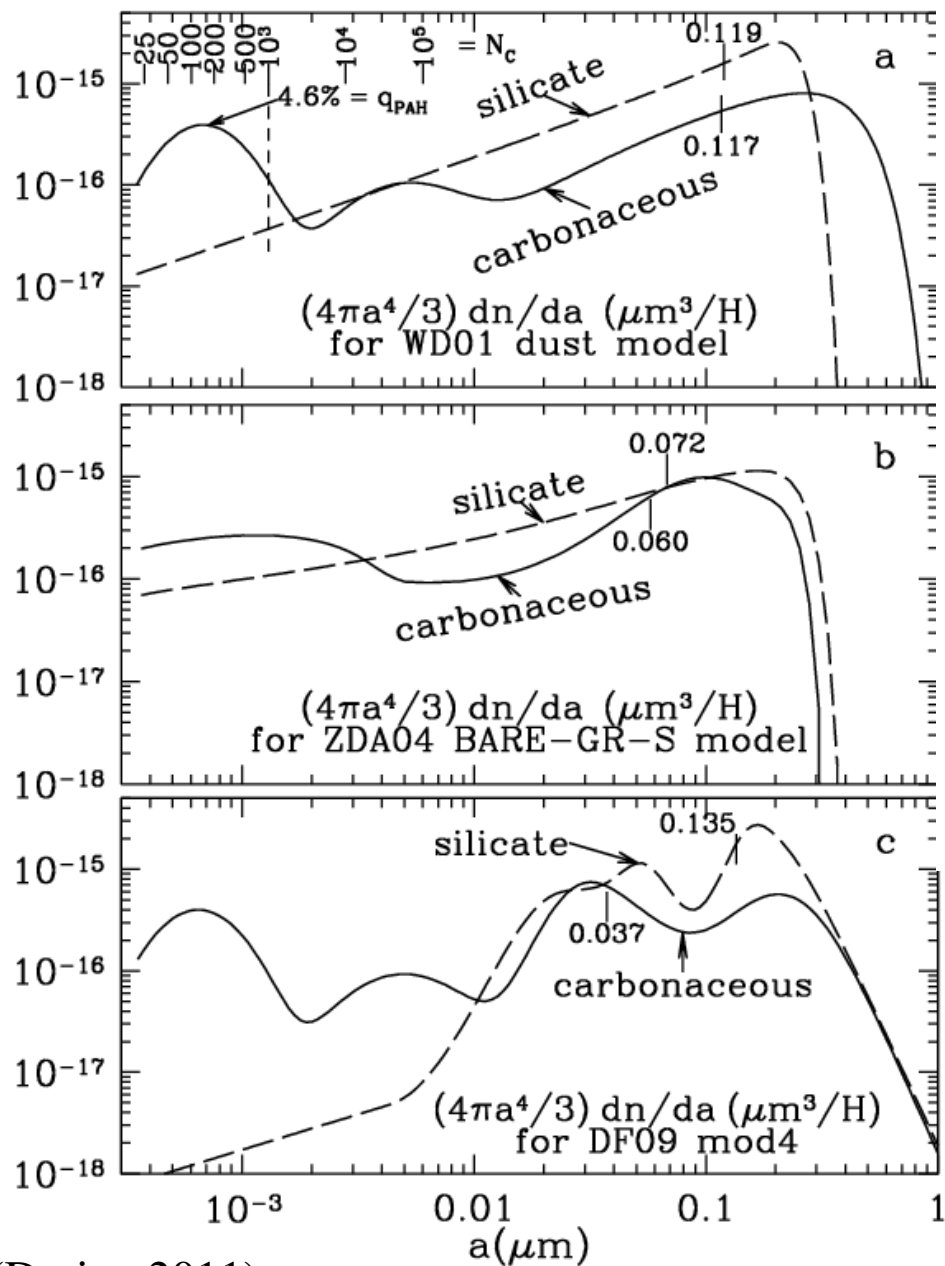 25
50
100
200
500
10³
10⁴
10⁵
= N_C
4.6% = q_PAH
silicate
0.119
a
0.117
carbonaceous
10⁻¹⁵
10⁻¹⁶
10⁻¹⁷
10⁻¹⁸
(4πa⁴/3) dn/da (μm³/H)
for WD01 dust model
0.072
b
silicate
0.060
carbonaceous
10⁻¹⁵
10⁻¹⁶
10⁻¹⁷
10⁻¹⁸
(4πa⁴/3) dn/da (μm³/H)
for ZDA04 BARE-GR-S model
silicate
0.135
c
0.037
carbonaceous
10⁻¹⁵
10⁻¹⁶
10⁻¹⁷
10⁻¹⁸
(4πa⁴/3) dn/da (μm³/H)
for DF09 mod4
10⁻³ 0.01 0.1 1
a(μm)